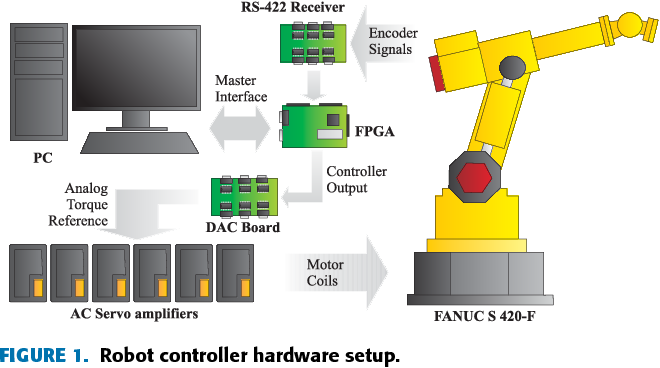 RS-422 Receiver
Encoder
Signals
Master
Interface
FPGA
PC
Controller
Output
Analog
Torque
Reference
DAC Board
Motor
Coils
AC Servo amplifiers
FANUC S 420-F
FIGURE 1. Robot controller hardware setup.